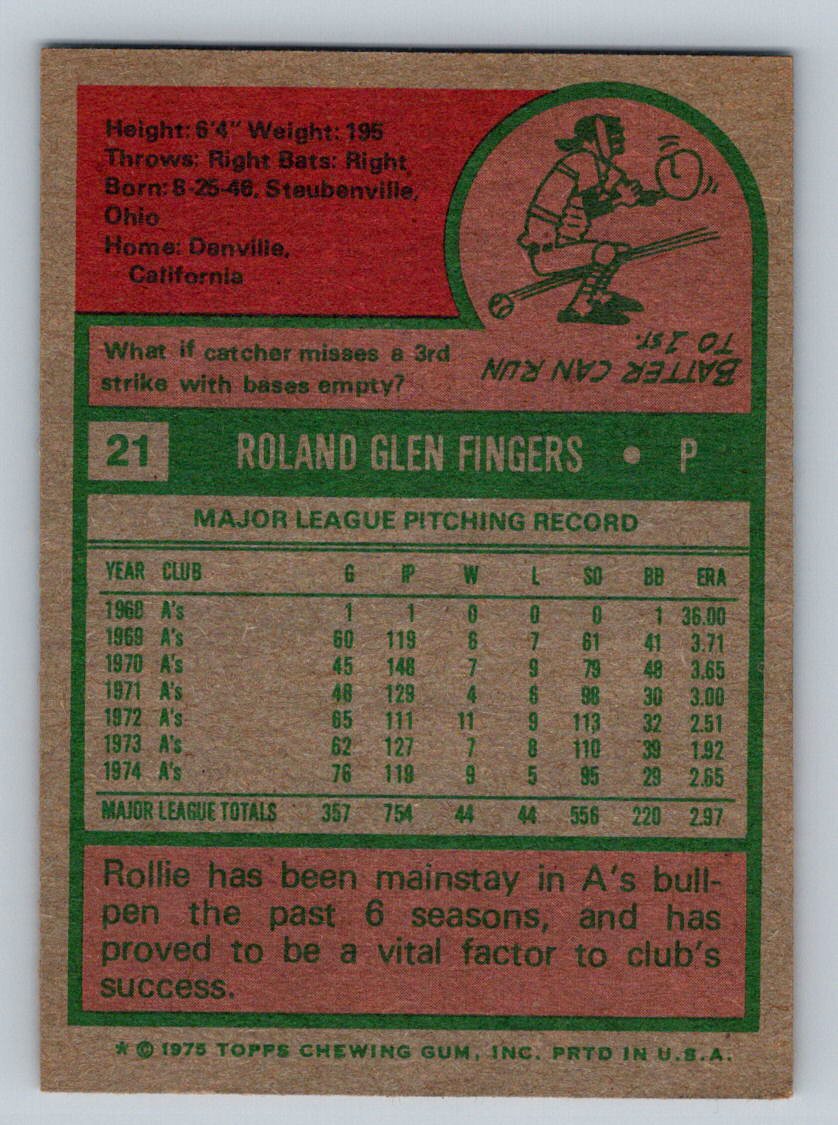 Height: 6'4" Weight: 195
Throws: Right Bats: Right
Born: 8-25-46, Steubenville,
Ohio
Home: Danville,
California
What if catcher misses a 3rd
strike with bases empty?
BATTER CAN RUN
TO 1ST.
21 ROLAND GLEN FINGERS • P
MAJOR LEAGUE PITCHING RECORD
YEAR CLUB G IP W L SO BB ERA
1968 A's 1 1 0 0 0 1 36.00
1969 A's 60 119 6 7 61 41 3.71
1970 A's 45 148 7 9 79 48 3.65
1971 A's 48 129 4 6 98 30 3.00
1972 A's 65 111 11 9 113 32 2.51
1973 A's 62 127 7 8 110 39 1.92
1974 A's 76 119 9 5 95 29 2.65
MAJOR LEAGUE TOTALS 357 754 44 44 556 220 2.97
Rollie has been mainstay in A's bull-
pen the past 6 seasons, and has
proved to be a vital factor to club's
success.
* © 1975 TOPPS CHEWING GUM, INC. PRTD IN U.S.A.